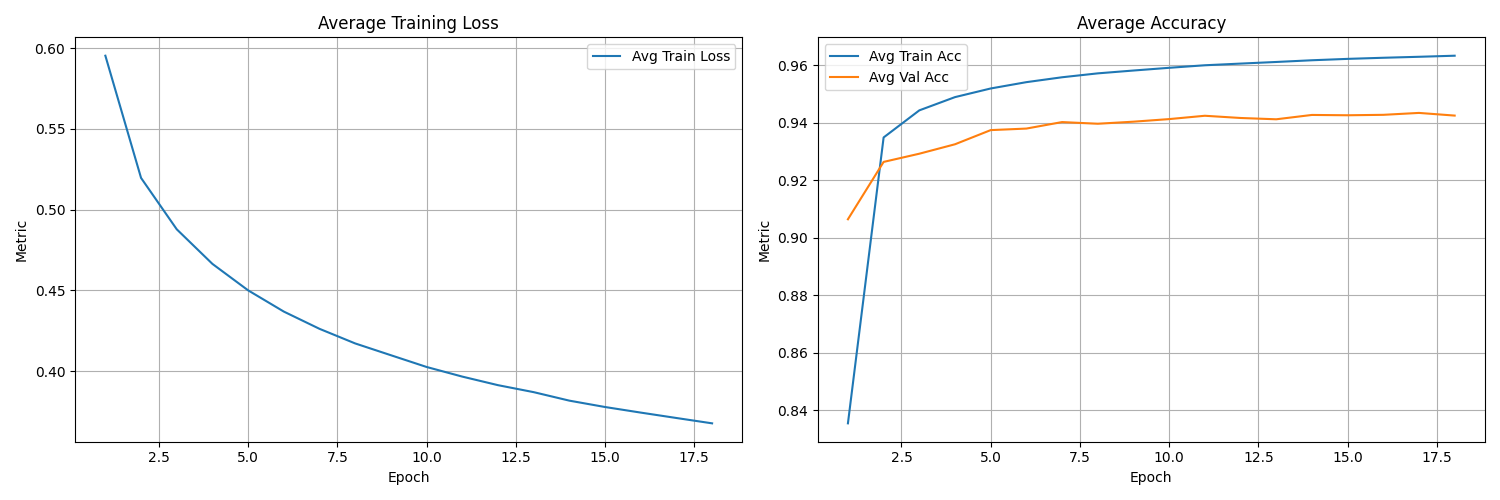 Average Training Loss
Avg Train Loss
0.60
0.55
0.50
0.45
0.40
Metric
2.5 5.0 7.5 10.0 12.5 15.0 17.5
Epoch
Average Accuracy
Avg Train Acc
Avg Val Acc
0.96
0.94
0.92
0.90
0.88
0.86
0.84
Metric
2.5 5.0 7.5 10.0 12.5 15.0 17.5
Epoch